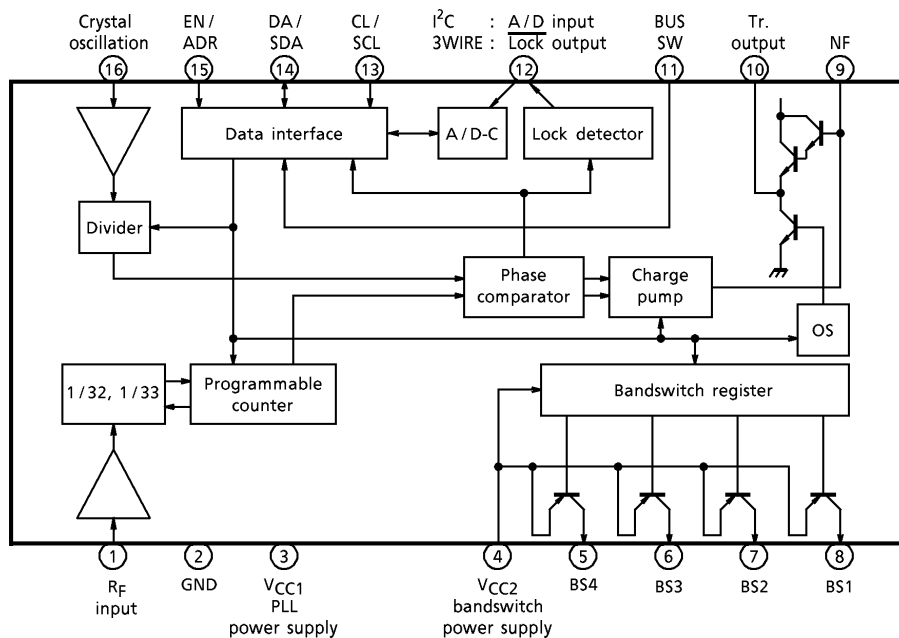 Crystal
oscillation
EN /
ADR
DA /
SDA
CL /
SCL
I²C : A / D input
3WIRE : Lock output
BUS
SW
Tr.
output
NF
16
15
14
13
12
11
10
9
Data interface
A / D-C
Lock detector
Divider
Phase
comparator
Charge
pump
OS
1 / 32, 1 / 33
Programmable
counter
Bandswitch register
1
2
3
4
5
6
7
8
RF
input
GND
VCC1
PLL
power supply
VCC2
bandswitch
power supply
BS4
BS3
BS2
BS1